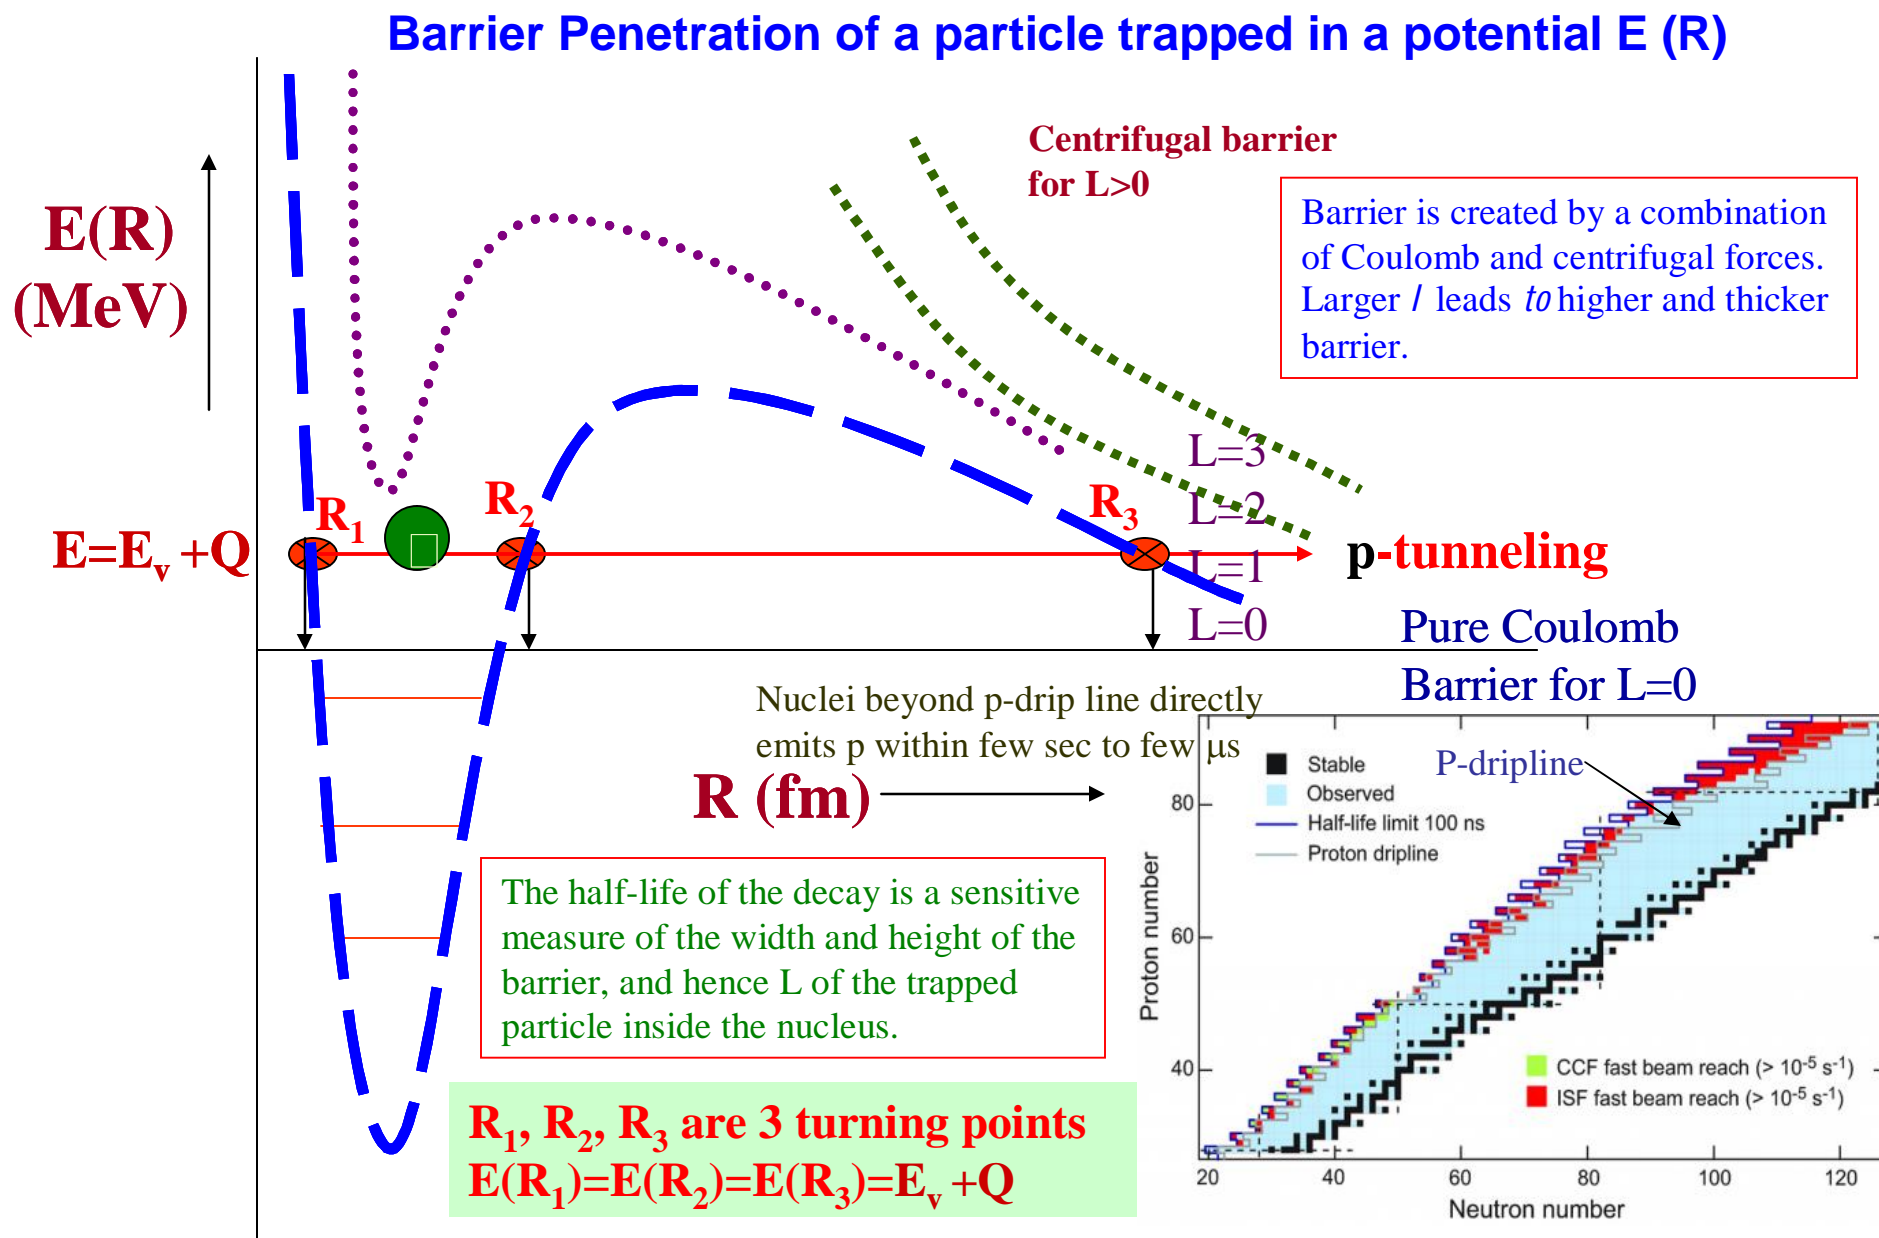 Barrier Penetration of a particle trapped in a potential E (R)
Centrifugal barrier
for L>0
E(R)
(MeV)
Barrier is created by a combination
of Coulomb and centrifugal forces.
Larger l leads to higher and thicker
barrier.
L=3
L=2
L=1
L=0
R₁
R₂
R₃
E=Eᵥ +Q
p-tunneling
Pure Coulomb
Barrier for L=0
Nuclei beyond p-drip line directly
emits p within few sec to few μs
R (fm)
The half-life of the decay is a sensitive
measure of the width and height of the
barrier, and hence L of the trapped
particle inside the nucleus.
R₁, R₂, R₃ are 3 turning points
E(R₁)=E(R₂)=E(R₃)=Eᵥ +Q
Stable
Observed
Half-life limit 100 ns
Proton dripline
P-dripline
Proton number
80
60
40
CCF fast beam reach (> 10⁻⁵ s⁻¹)
ISF fast beam reach (> 10⁻⁵ s⁻¹)
20 40 60 80 100 120
Neutron number